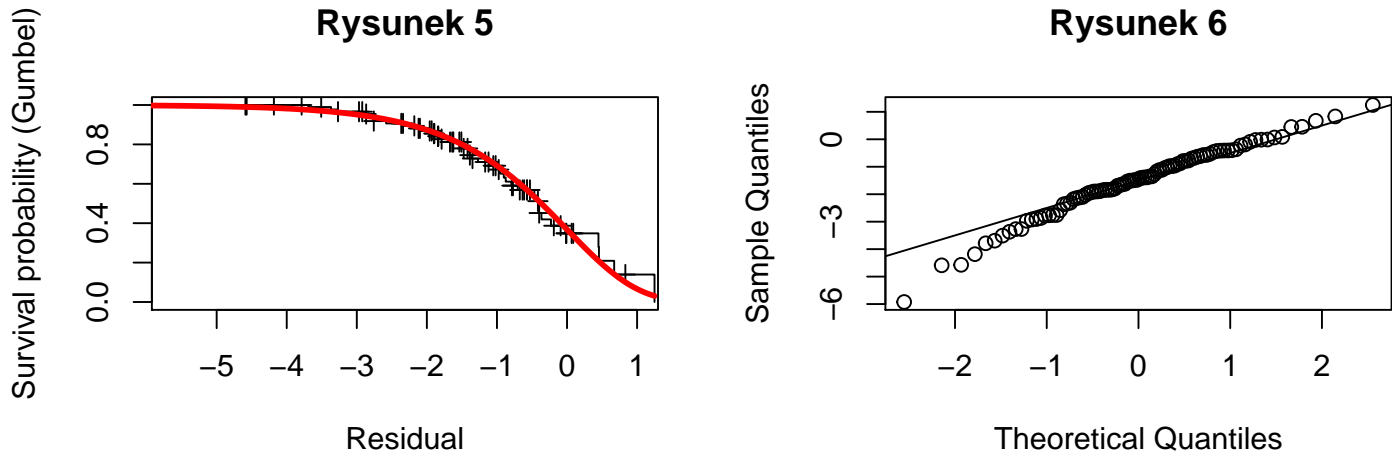 Rysunek 5
Survival probability (Gumbel)
0.8
0.4
0.0
−5 −4 −3 −2 −1 0 1
Residual
Rysunek 6
Sample Quantiles
0
−3
−6
−2 −1 0 1 2
Theoretical Quantiles